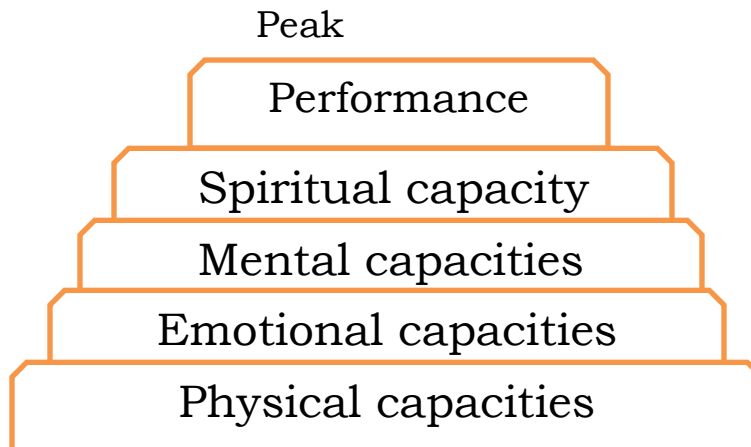 Peak
Performance
Spiritual capacity
Mental capacities
Emotional capacities
Physical capacities